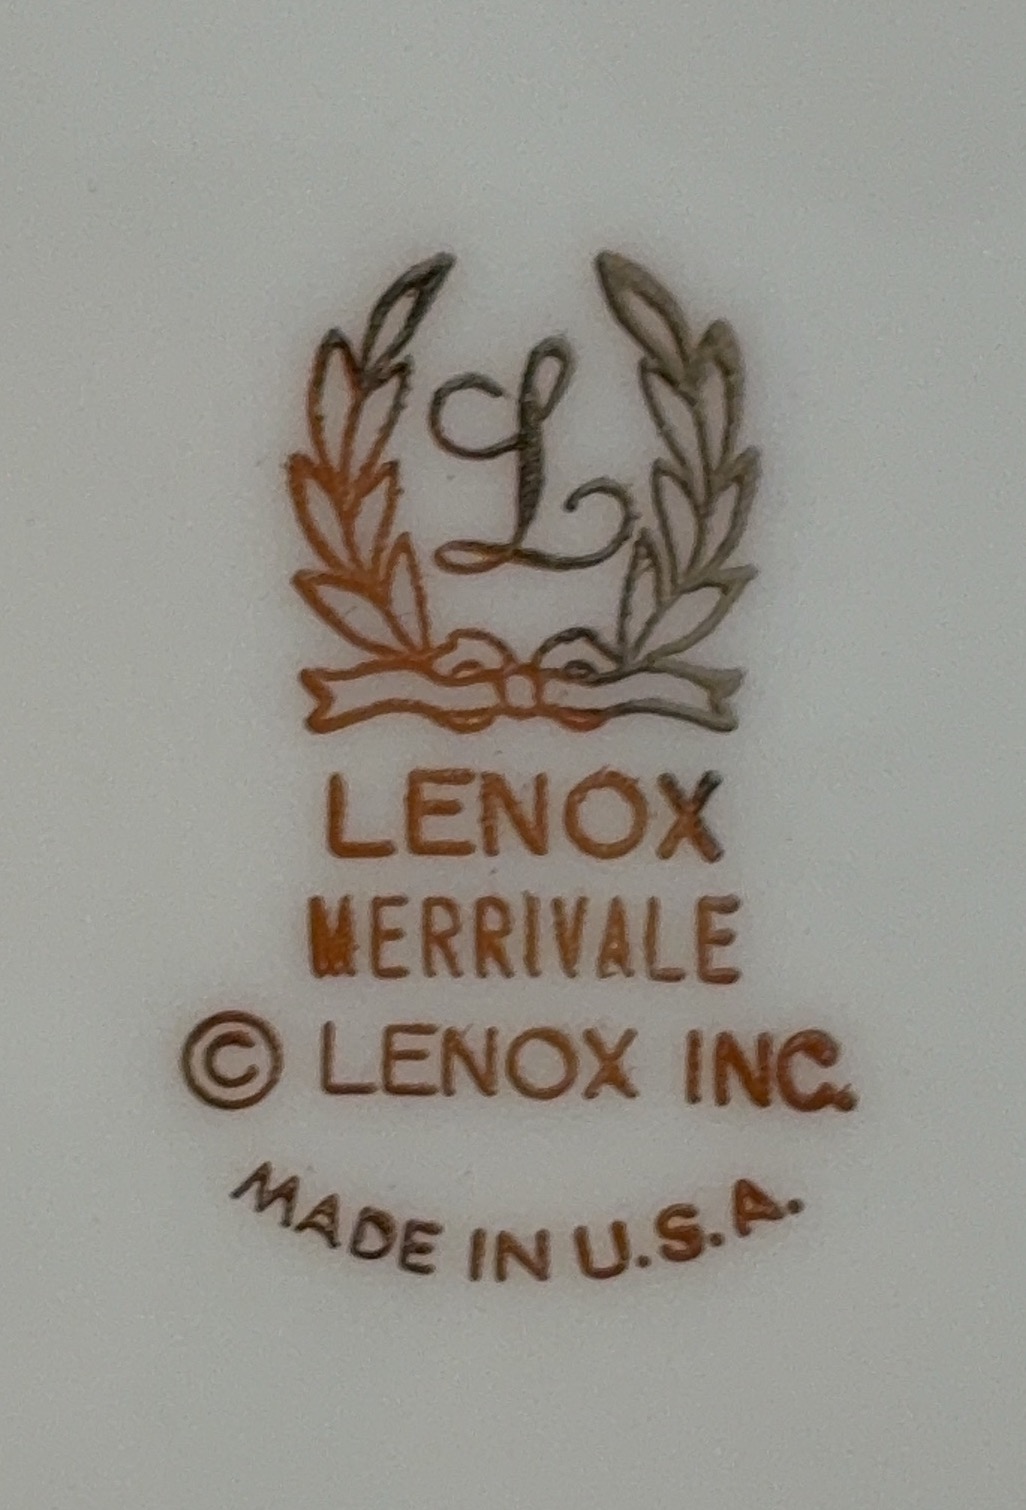 L
LENOX
MERRIVALE
© LENOX INC.
MADE IN U.S.A.